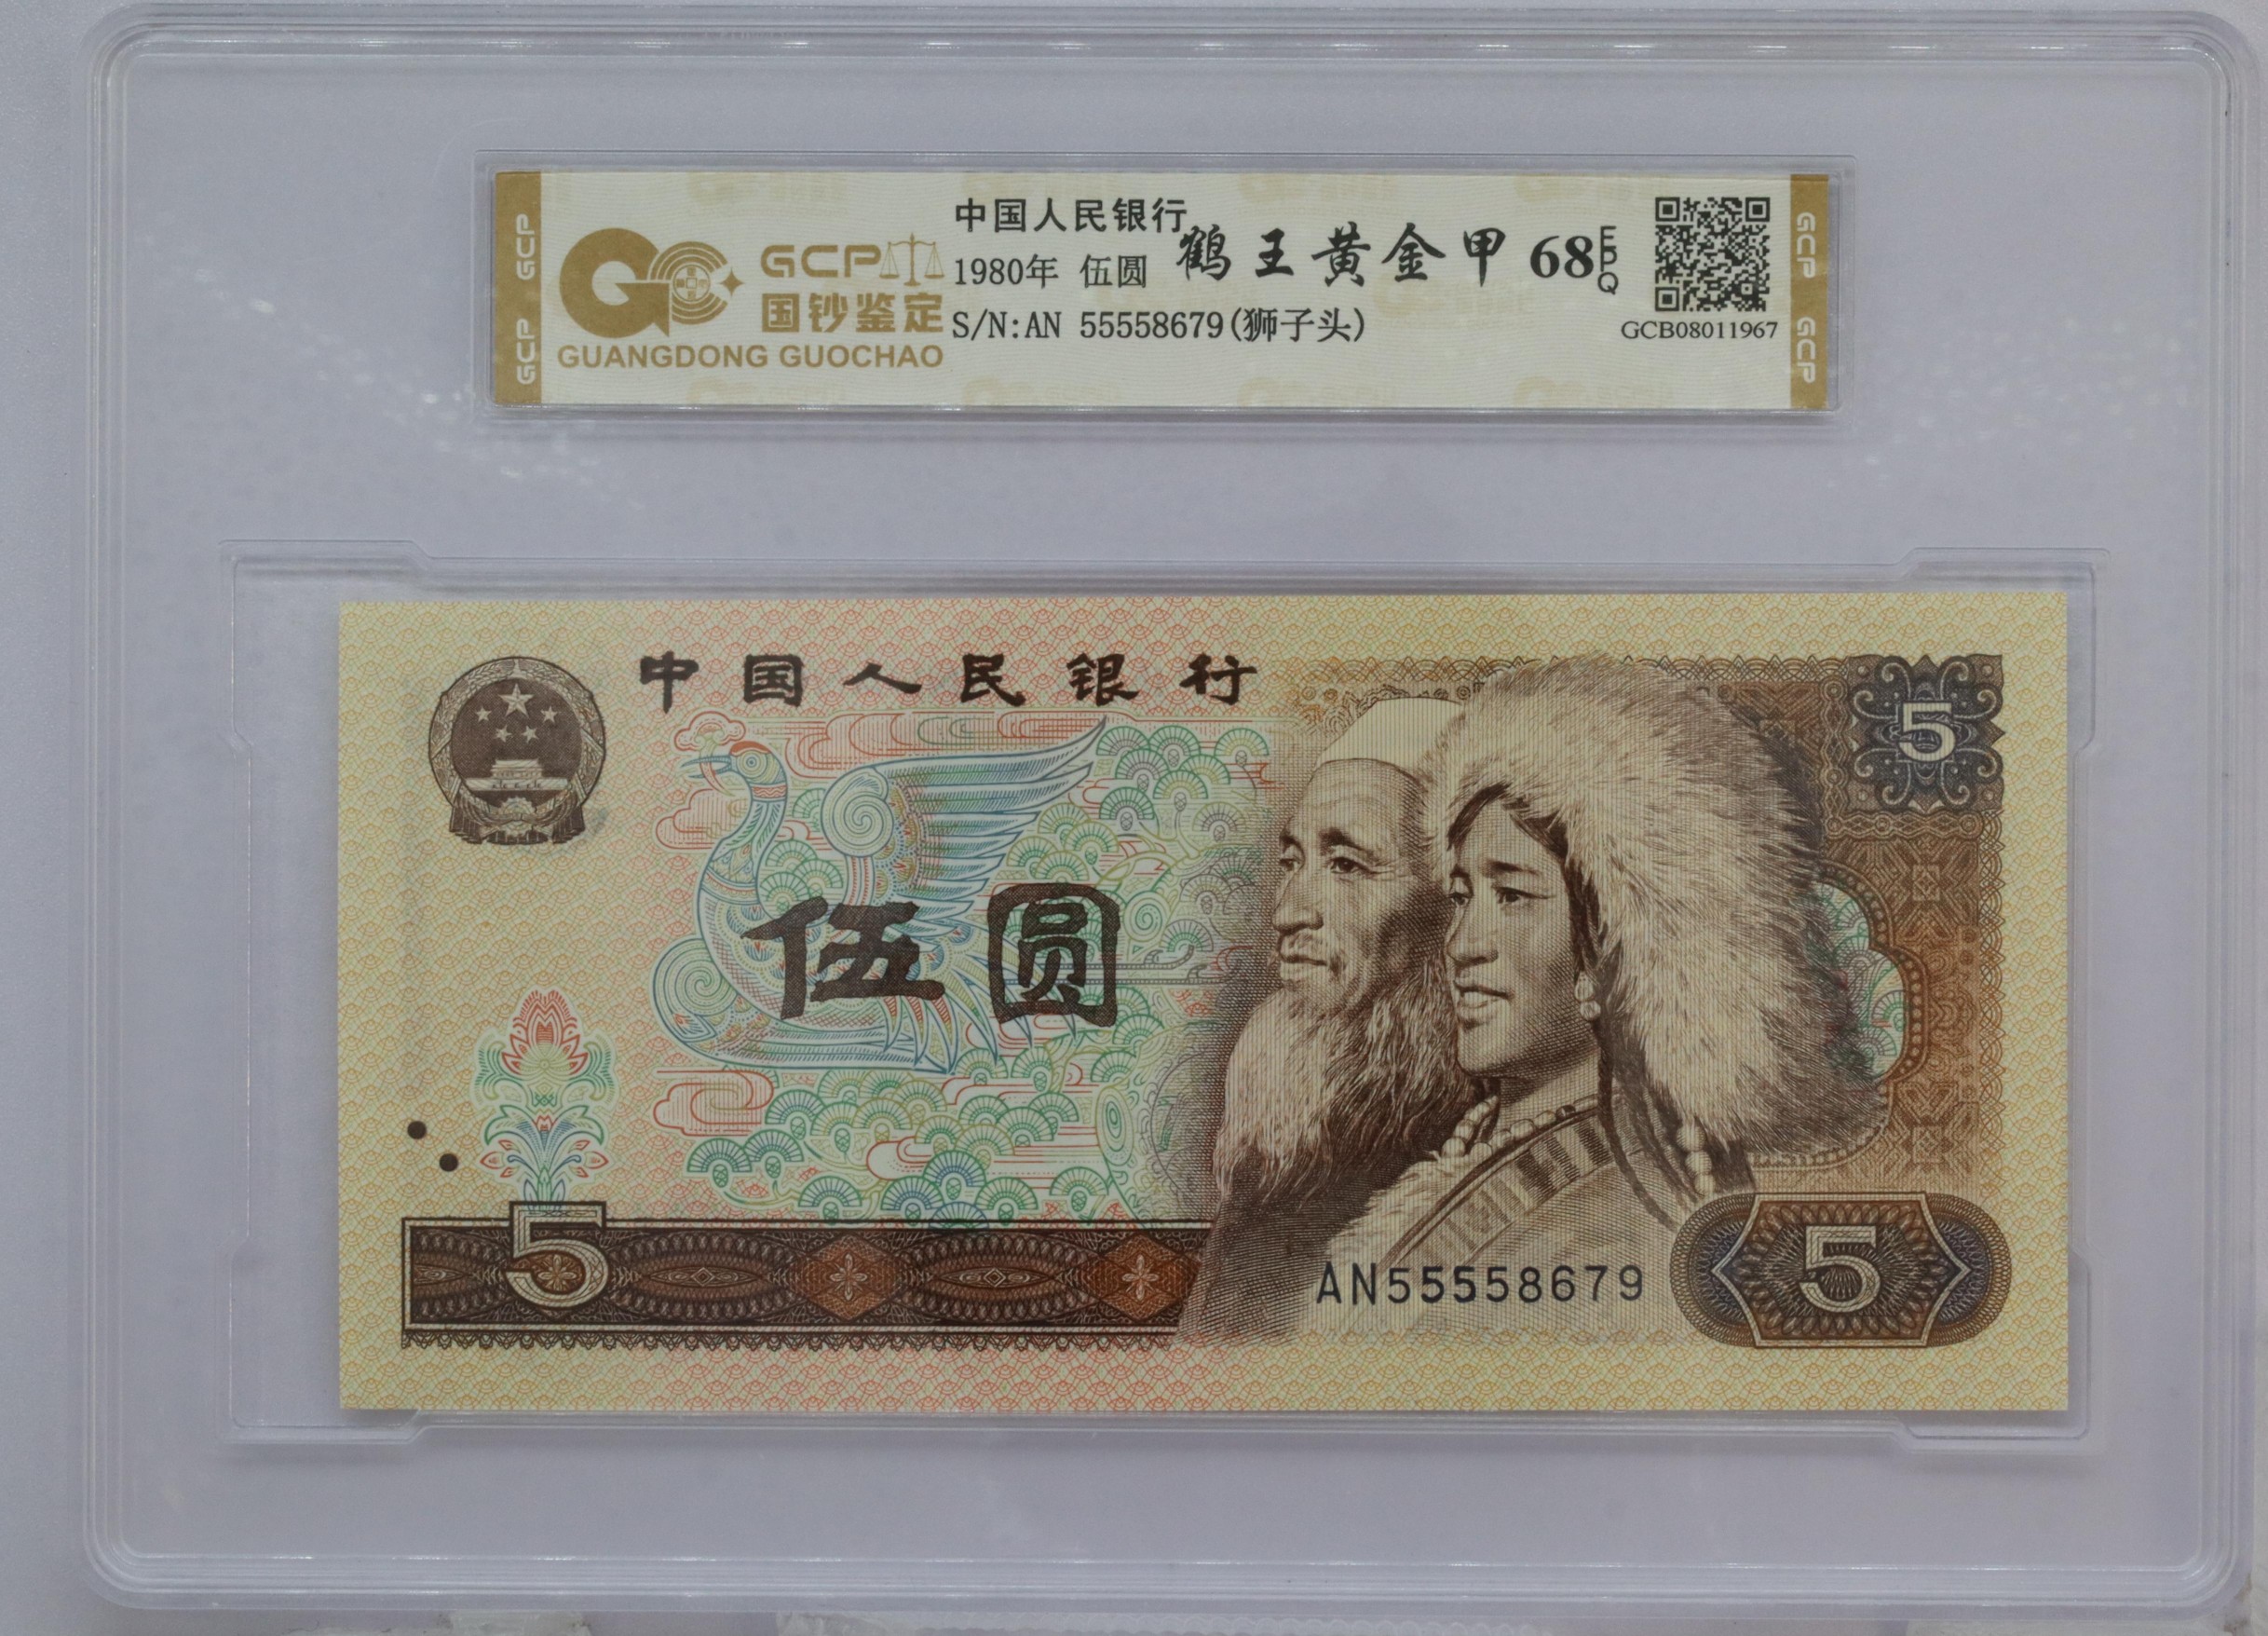 GCP GCP
GCP
国钞鉴定
GUANGDONG GUOCHAO
中国人民银行
1980年 伍圆
S/N:AN 55558679(狮子头)
鹤王黄金甲 68 EPQ
GCB08011967
GCP GCP
中国人民银行
5
伍圆
5
AN55558679
5